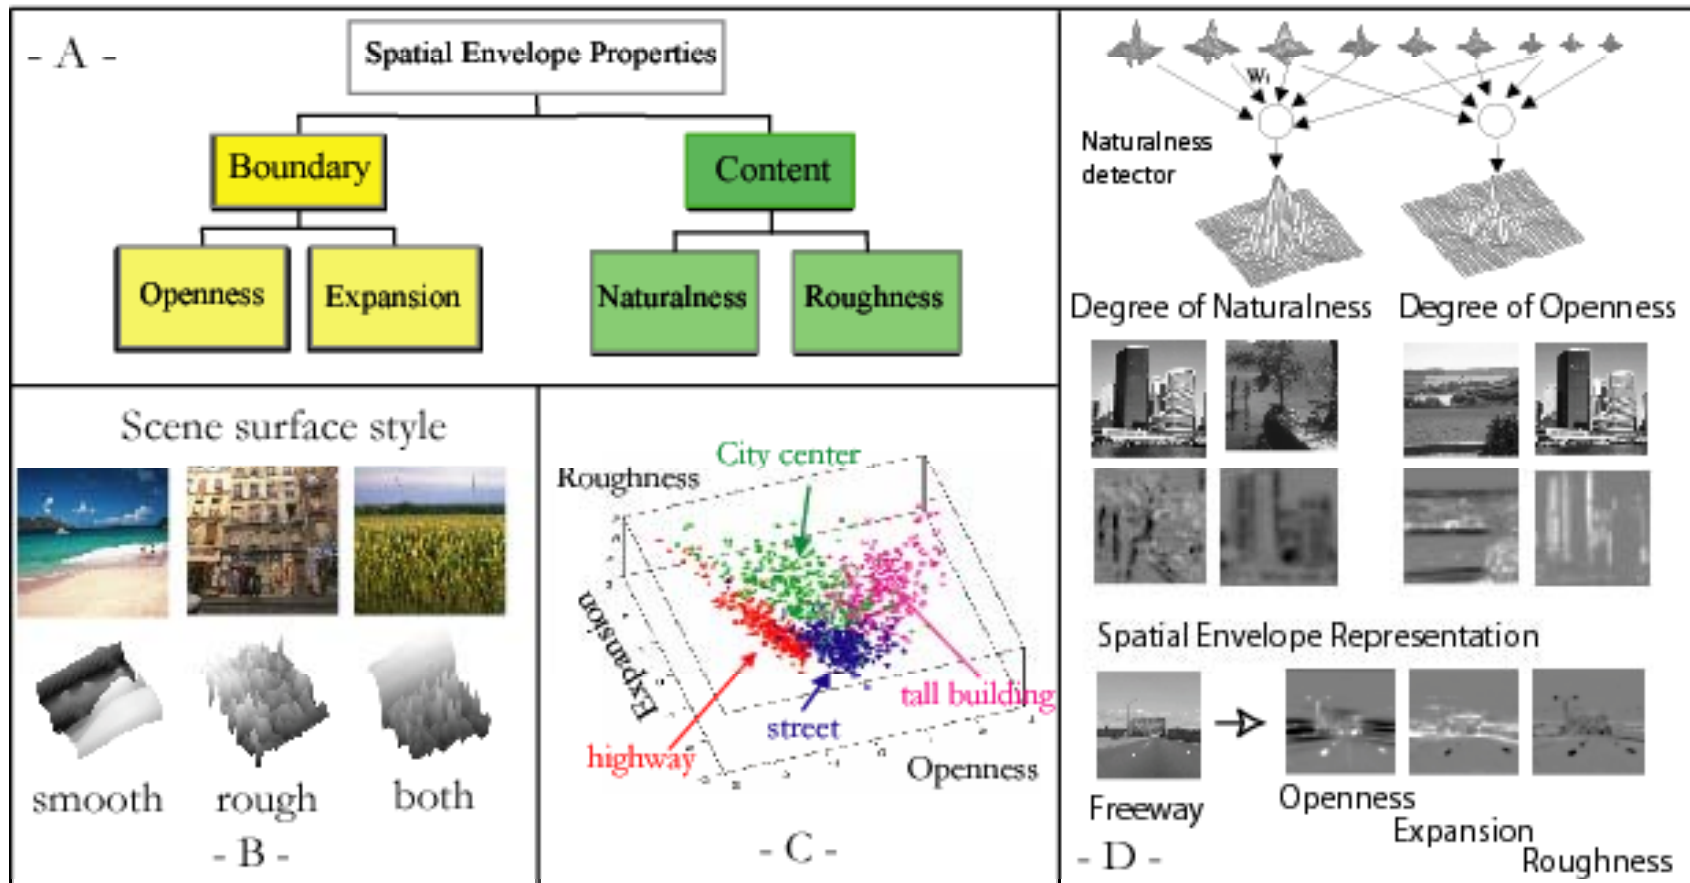 - A -
Spatial Envelope Properties
Boundary
Content
Openness
Expansion
Naturalness
Roughness
Scene surface style
smooth
rough
both
- B -
City center
Roughness
Expansion
tall building
street
highway
Openness
- C -
Wi
Naturalness
detector
Degree of Naturalness
Degree of Openness
Spatial Envelope Representation
Freeway
Openness
Expansion
Roughness
- D -